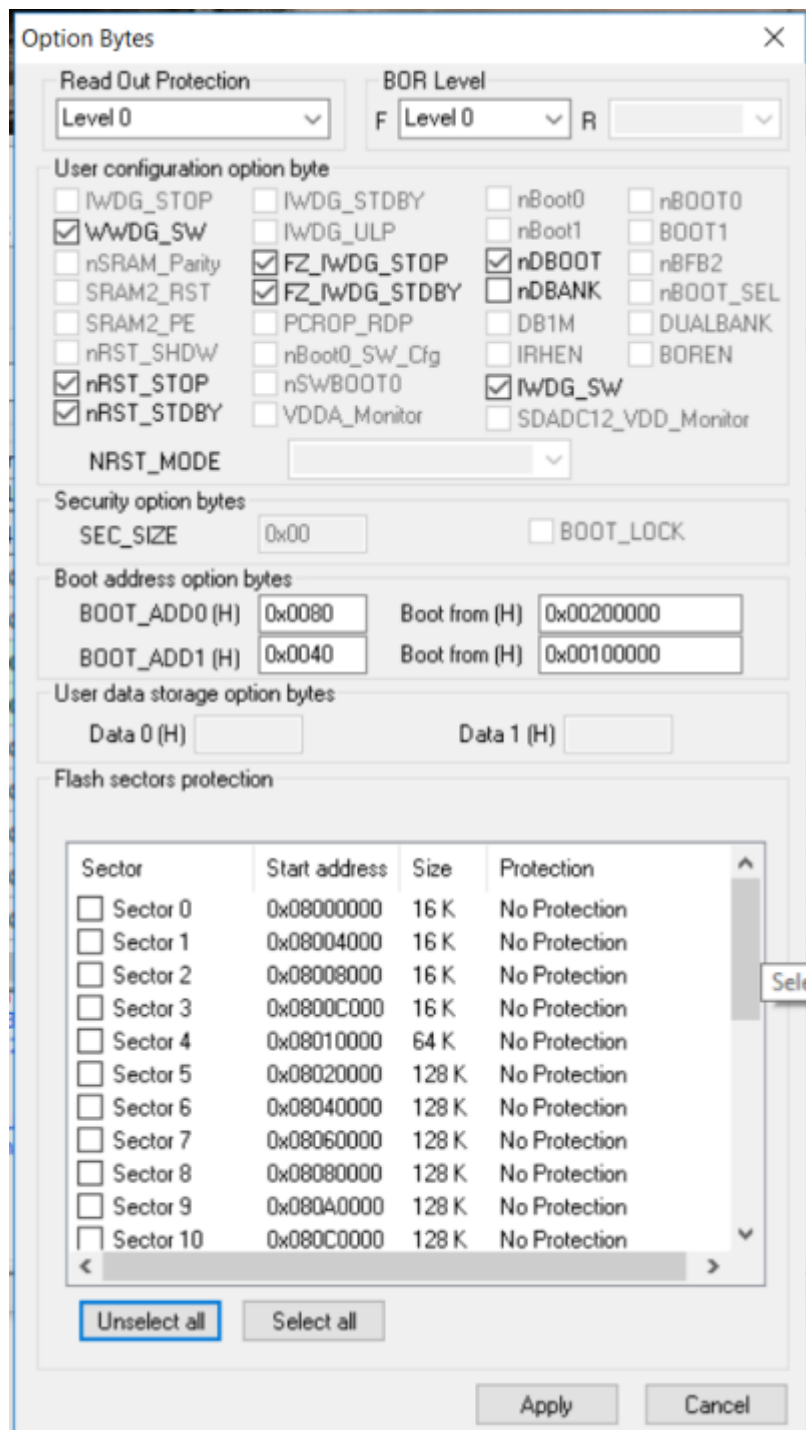 Option Bytes
Read Out Protection BOR Level
Level 0 F Level 0 R
User configuration option byte
IWDG_STOP IWDG_STDBY nBoot0 nBOOT0
WWDG_SW IWDG_ULP nBoot1 BOOT1
nSRAM_Parity FZ_IWDG_STOP nDBOOT nBFB2
SRAM2_RST FZ_IWDG_STDBY nDBANK nBOOT_SEL
SRAM2_PE PCROP_RDP DB1M DUALBANK
nRST_SHDW nBoot0_SW_Cfg IRHEN BOREN
nRST_STOP nSWBOOT0 IWDG_SW
nRST_STDBY VDDA_Monitor SDADC12_VDD_Monitor
NRST_MODE
Security option bytes
SEC_SIZE 0x00 BOOT_LOCK
Boot address option bytes
BOOT_ADD0 (H) 0x0080 Boot from (H) 0x00200000
BOOT_ADD1 (H) 0x0040 Boot from (H) 0x00100000
User data storage option bytes
Data 0 (H) Data 1 (H)
Flash sectors protection
Sector Start address Size Protection
Sector 0 0x08000000 16 K No Protection
Sector 1 0x08004000 16 K No Protection
Sector 2 0x08008000 16 K No Protection
Sele
Sector 3 0x0800C000 16 K No Protection
Sector 4 0x08010000 64 K No Protection
Sector 5 0x08020000 128 K No Protection
Sector 6 0x08040000 128 K No Protection
Sector 7 0x08060000 128 K No Protection
Sector 8 0x08080000 128 K No Protection
Sector 9 0x080A0000 128 K No Protection
Sector 10 0x080C0000 128 K No Protection
Unselect all Select all
Apply Cancel